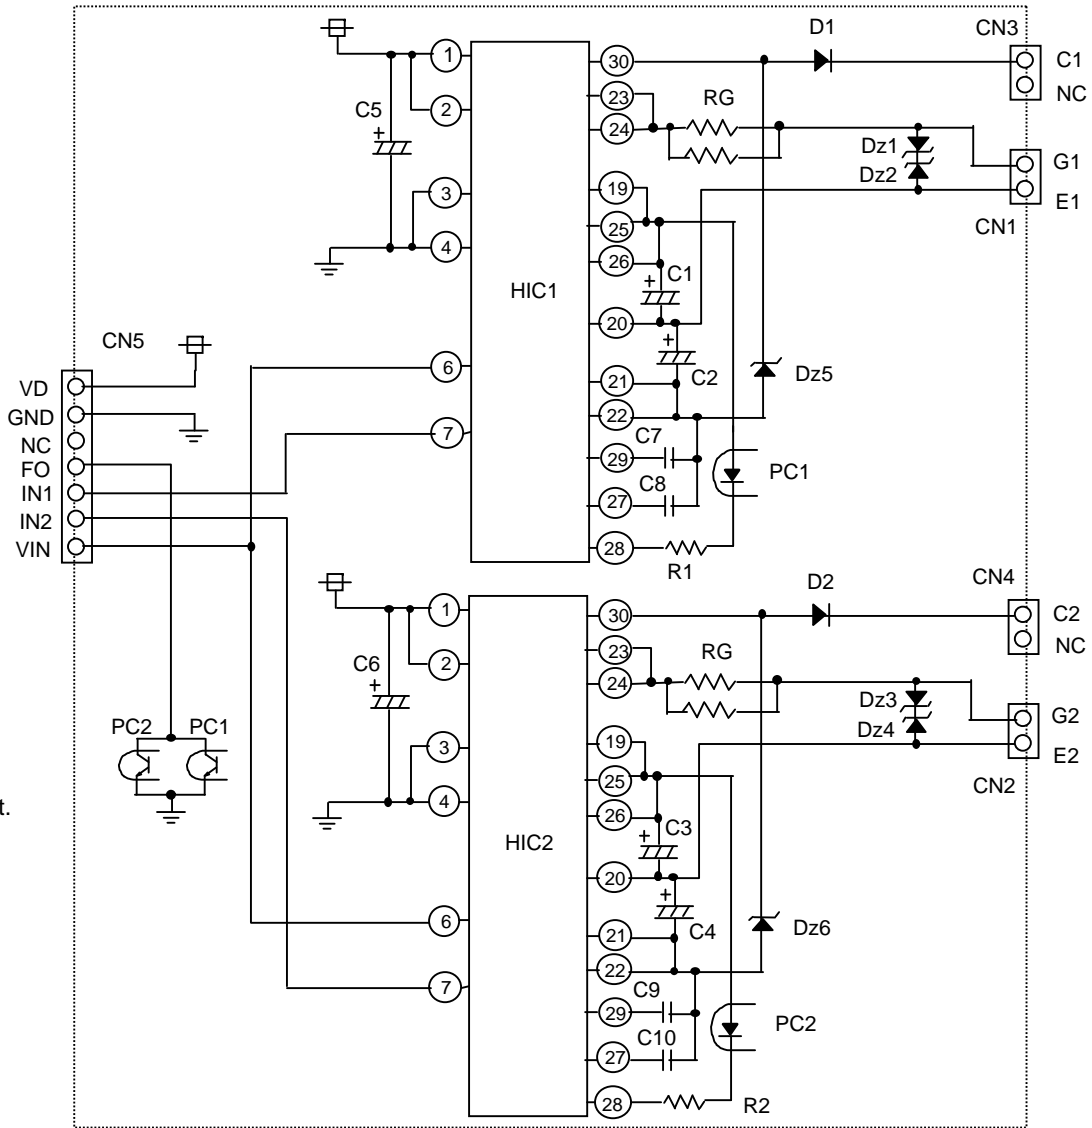 D1
CN3
C1
NC
1
30
23
RG
2
C5
+
24
Dz1
G1
Dz2
3
19
E1
25
CN1
4
26
C1
+
HIC1
20
CN5
+
6
Dz5
21
C2
VD
22
GND
7
C7
NC
29
PC1
FO
C8
IN1
27
IN2
28
VIN
R1
D2
CN4
C2
1
30
NC
23
RG
2
C6
24
+
Dz3
G2
PC2
PC1
Dz4
3
19
E2
25
CN2
4
t.
26
C3
+
HIC2
20
+
6
21
C4
Dz6
22
7
C9
29
PC2
C10
27
28
R2